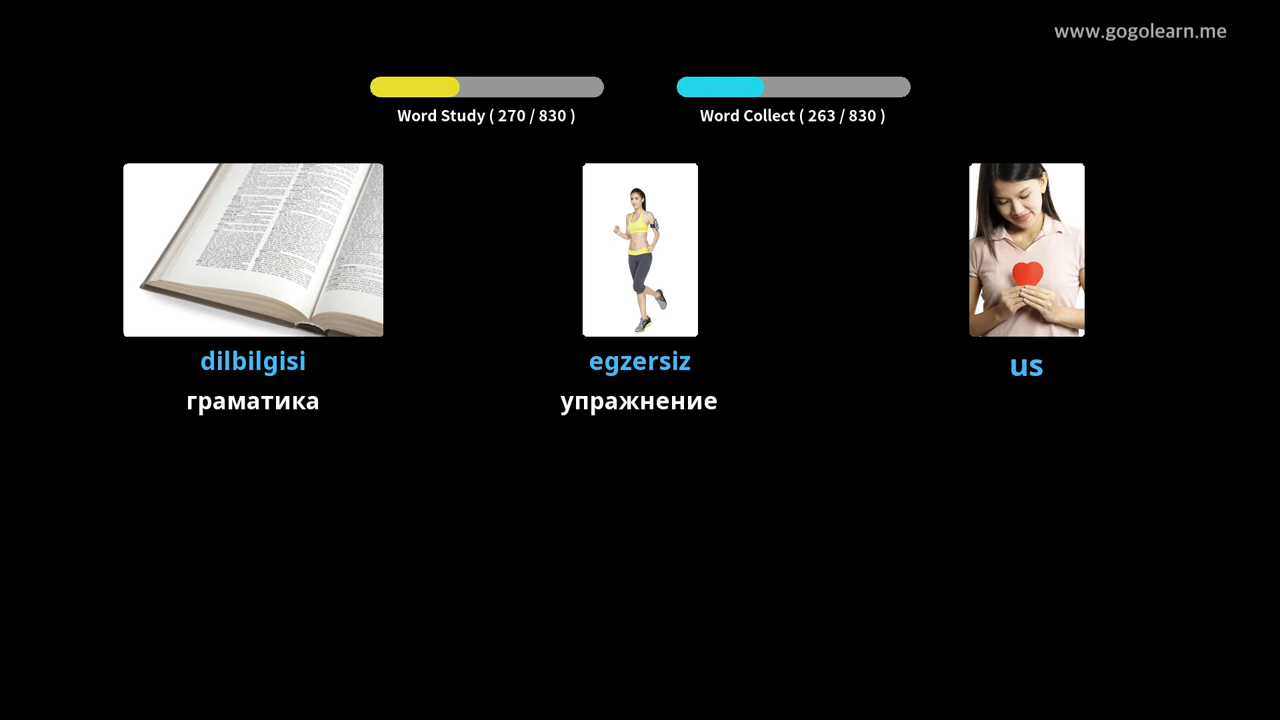 www.gogolearn.me
Word Study ( 270 / 830 )
Word Collect ( 263 / 830 )
dilbilgisi
граматика
egzersiz
упражнение
us